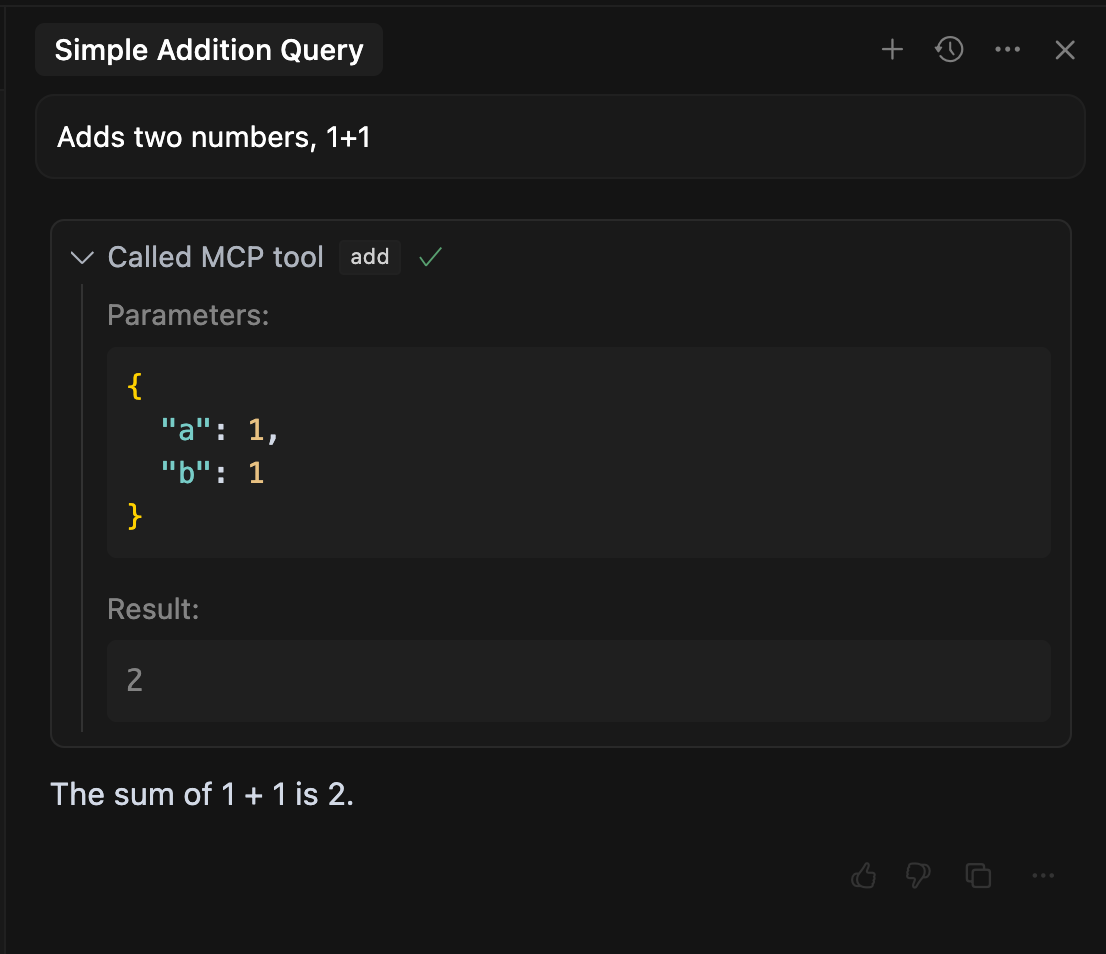 Simple Addition Query
Adds two numbers, 1+1
Called MCP tool add
Parameters:
{
"a": 1,
"b": 1
}
Result:
2
The sum of 1 + 1 is 2.